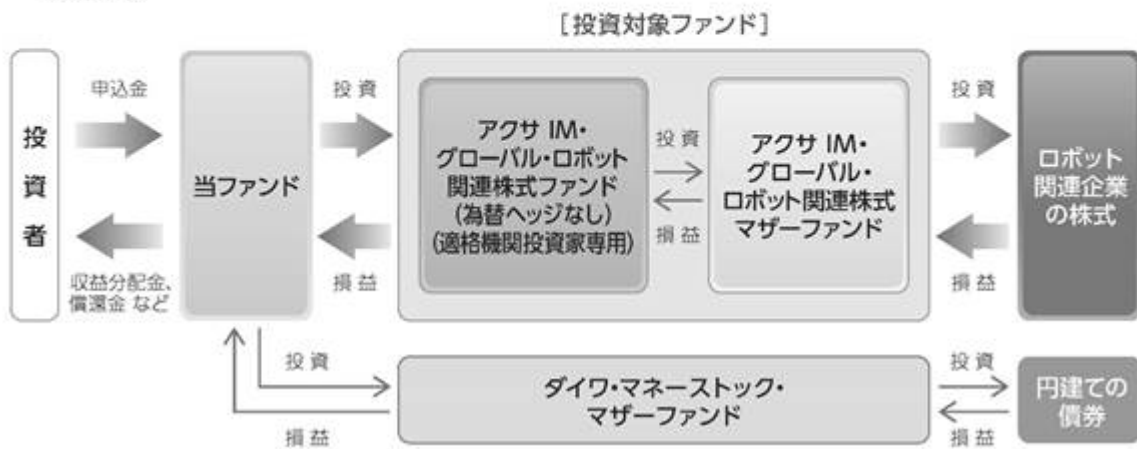 [投資対象ファンド]
投資者
申込金
収益分配金、
償還金 など
当ファンド
投資
損益
アクサ IM・
グローバル・ロボット
関連株式ファンド
(為替ヘッジなし)
(適格機関投資家専用)
投資
損益
アクサ IM・
グローバル・
ロボット関連株式
マザーファンド
投資
損益
ロボット
関連企業
の株式
投資
損益
ダイワ・マネーストック・
マザーファンド
投資
損益
円建ての
債券